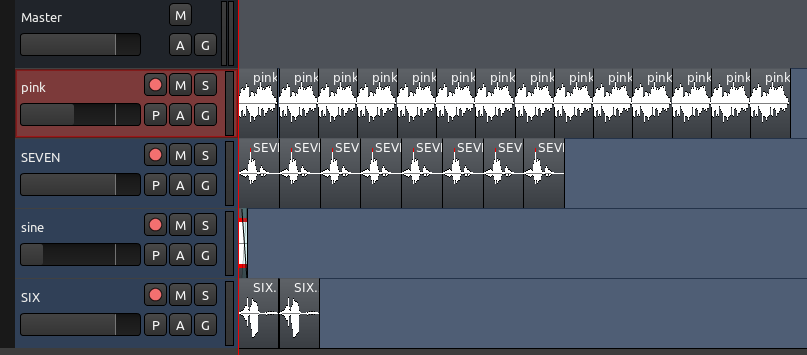 Master M
A G
pink M S
P A G
pink pink pink pink pink pink pink pink pink pink pink pink pink pink
SEVEN M S
P A G
SEVI SEVI SEVI SEVI SEVI SEVI SEVI SEVI
sine M S
P A G
SIX M S
P A G
SIX. SIX.